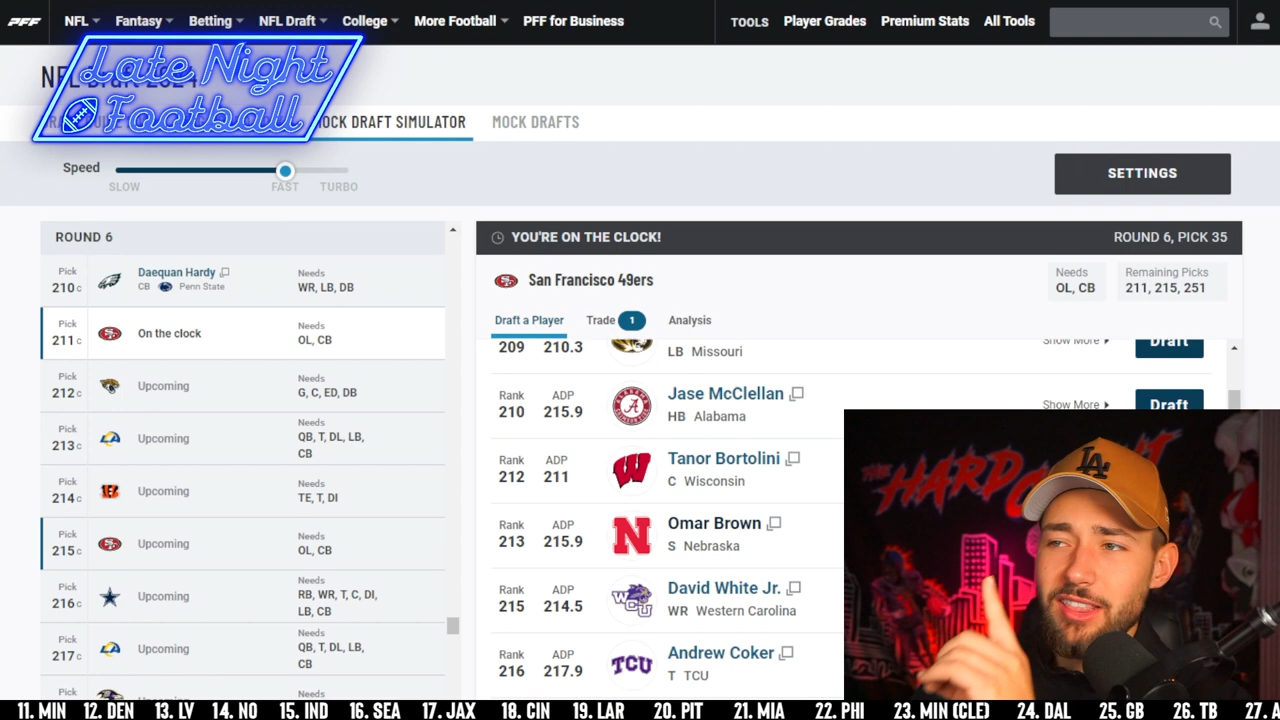 PFF NFL Fantasy Betting NFL Draft College More Football PFF for Business TOOLS Player Grades Premium Stats All Tools
NFL Draft 2024
Late Night
Football
MOCK DRAFT SIMULATOR MOCK DRAFTS
Speed
SLOW FAST TURBO
SETTINGS
ROUND 6
Pick
210 c
Daequan Hardy
CB Penn State
Needs
WR, LB, DB
Pick
211 c
On the clock
Needs
OL, CB
Pick
212 c
Upcoming
Needs
G, C, ED, DB
Pick
213 c
Upcoming
Needs
QB, T, DL, LB,
CB
Pick
214 c
Upcoming
Needs
TE, T, DI
Pick
215 c
Upcoming
Needs
OL, CB
Pick
216 c
Upcoming
Needs
RB, WR, T, C, DI,
LB, CB
Pick
217 c
Upcoming
Needs
QB, T, DL, LB,
CB
Pick
Upcoming
Needs
YOU'RE ON THE CLOCK!
ROUND 6, PICK 35
San Francisco 49ers
Needs
OL, CB
Remaining Picks
211, 215, 251
Draft a Player Trade 1 Analysis
209 210.3
LB Missouri
Show More
Draft
Rank
210
ADP
215.9
Jase McClellan
HB Alabama
Show More
Draft
Rank
212
ADP
211
Tanor Bortolini
C Wisconsin
Rank
213
ADP
215.9
Omar Brown
S Nebraska
Rank
215
ADP
214.5
David White Jr.
WR Western Carolina
Rank
216
ADP
217.9
TCU
Andrew Coker
T TCU
THE HARDCOUNT
LA
11. MIN 12. DEN 13. LV 14. NO 15. IND 16. SEA 17. JAX 18. CIN 19. LAR 20. PIT 21. MIA 22. PHI 23. MIN (CLE) 24. DAL 25. GB 26. TB 27. A